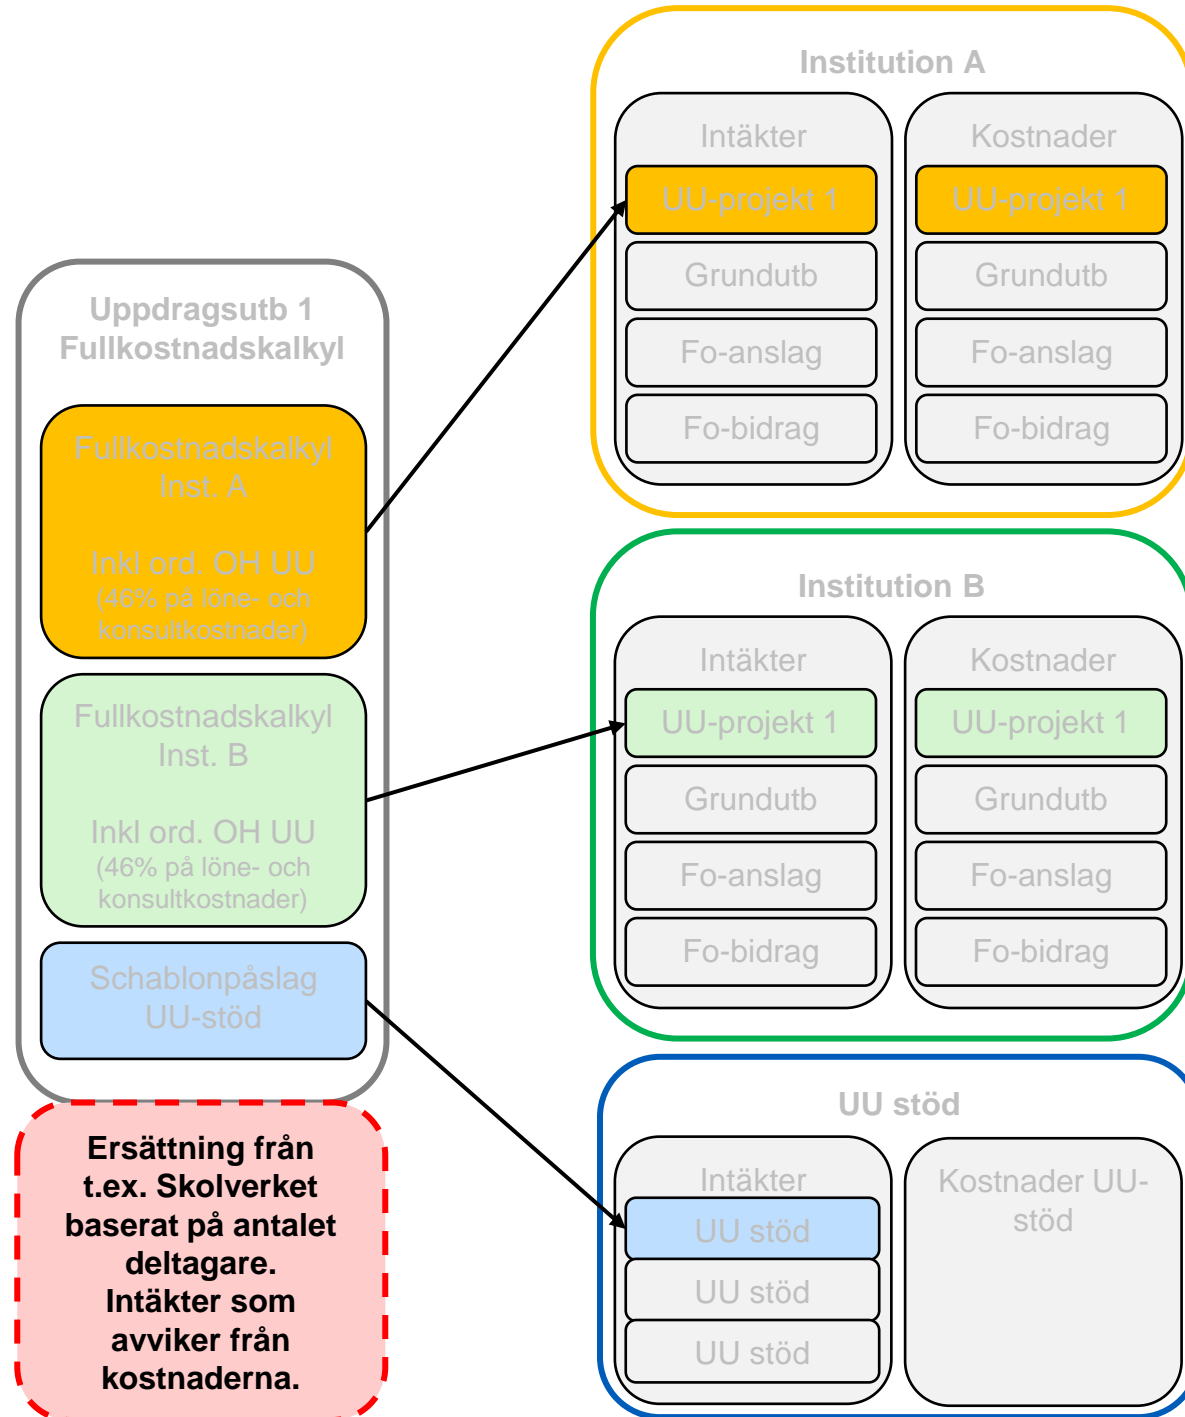 Uppdragsutb 1
Fullkostnadskalkyl
Fullkostnadskalkyl
Inst. A
Inkl ord. OH UU
(46% på löne- och
konsultkostnader)
Fullkostnadskalkyl
Inst. B
Inkl ord. OH UU
(46% på löne- och
konsultkostnader)
Schablonpåslag
UU-stöd
Ersättning från
t.ex. Skolverket
baserat på antalet
deltagare.
Intäkter som
avviker från
kostnaderna.
Institution A
Intäkter
UU-projekt 1
Grundutb
Fo-anslag
Fo-bidrag
Kostnader
UU-projekt 1
Grundutb
Fo-anslag
Fo-bidrag
Institution B
Intäkter
UU-projekt 1
Grundutb
Fo-anslag
Fo-bidrag
Kostnader
UU-projekt 1
Grundutb
Fo-anslag
Fo-bidrag
UU stöd
Intäkter
UU stöd
UU stöd
UU stöd
Kostnader UU-
stöd